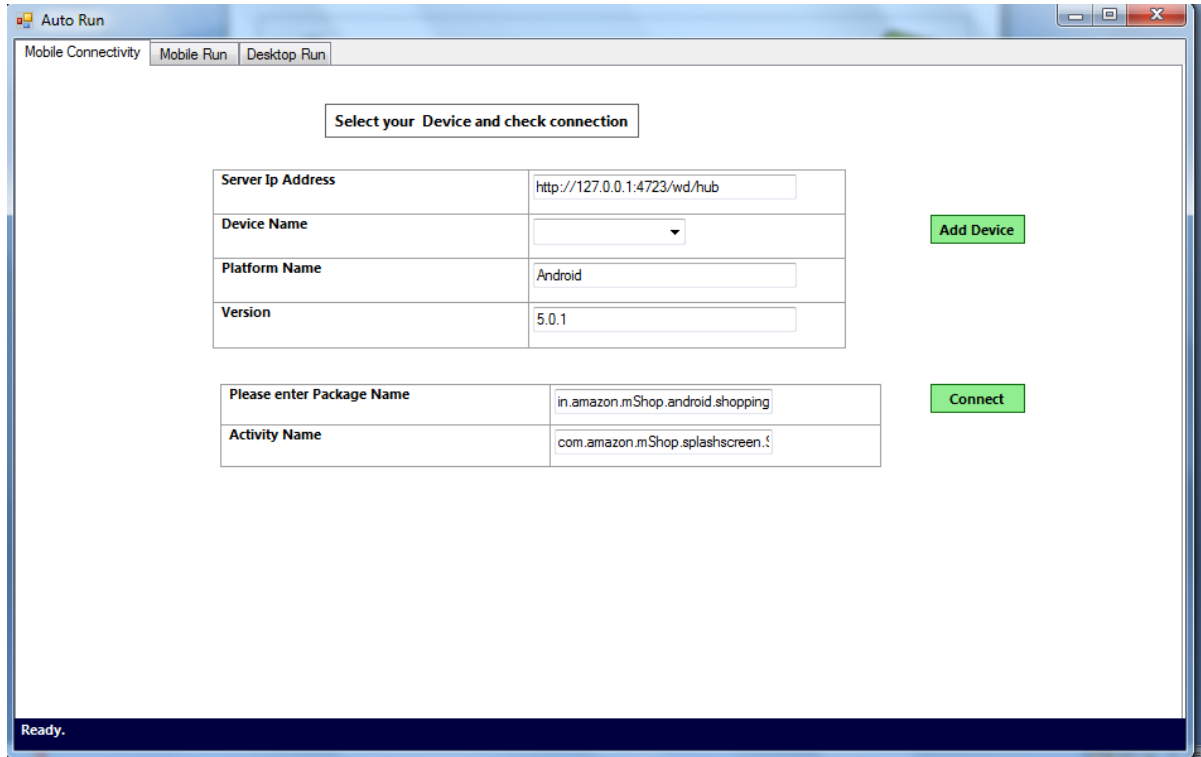 Auto Run
Mobile Connectivity Mobile Run Desktop Run
Select your Device and check connection
Server Ip Address http://127.0.0.1:4723/wd/hub
Device Name Add Device
Platform Name Android
Version 5.0.1
Please enter Package Name in.amazon.mShop.android.shopping Connect
Activity Name com.amazon.mShop.splashscreen.
Ready.